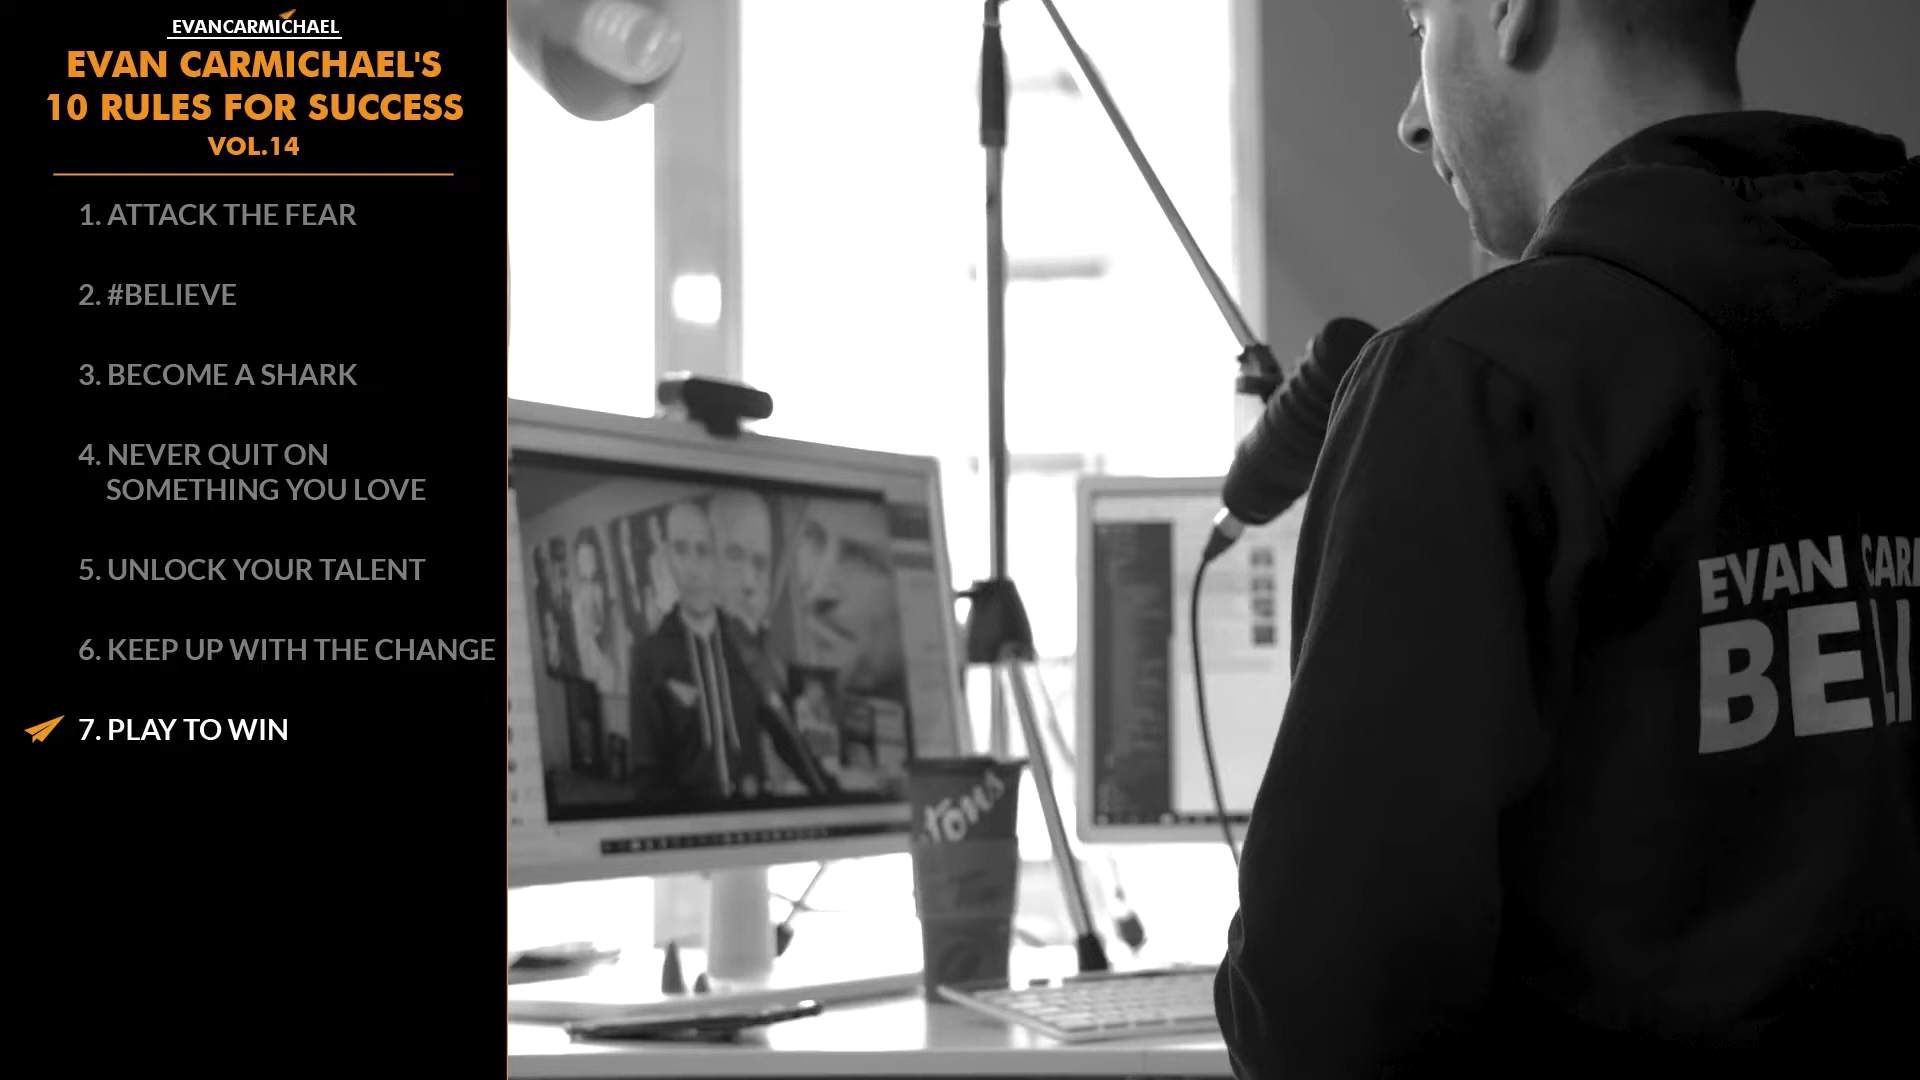 EVANCARMICHAEL
EVAN CARMICHAEL'S
10 RULES FOR SUCCESS
VOL.14
1. ATTACK THE FEAR
2. #BELIEVE
3. BECOME A SHARK
4. NEVER QUIT ON
SOMETHING YOU LOVE
5. UNLOCK YOUR TALENT
6. KEEP UP WITH THE CHANGE
7. PLAY TO WIN
EVAN CARM
BELI